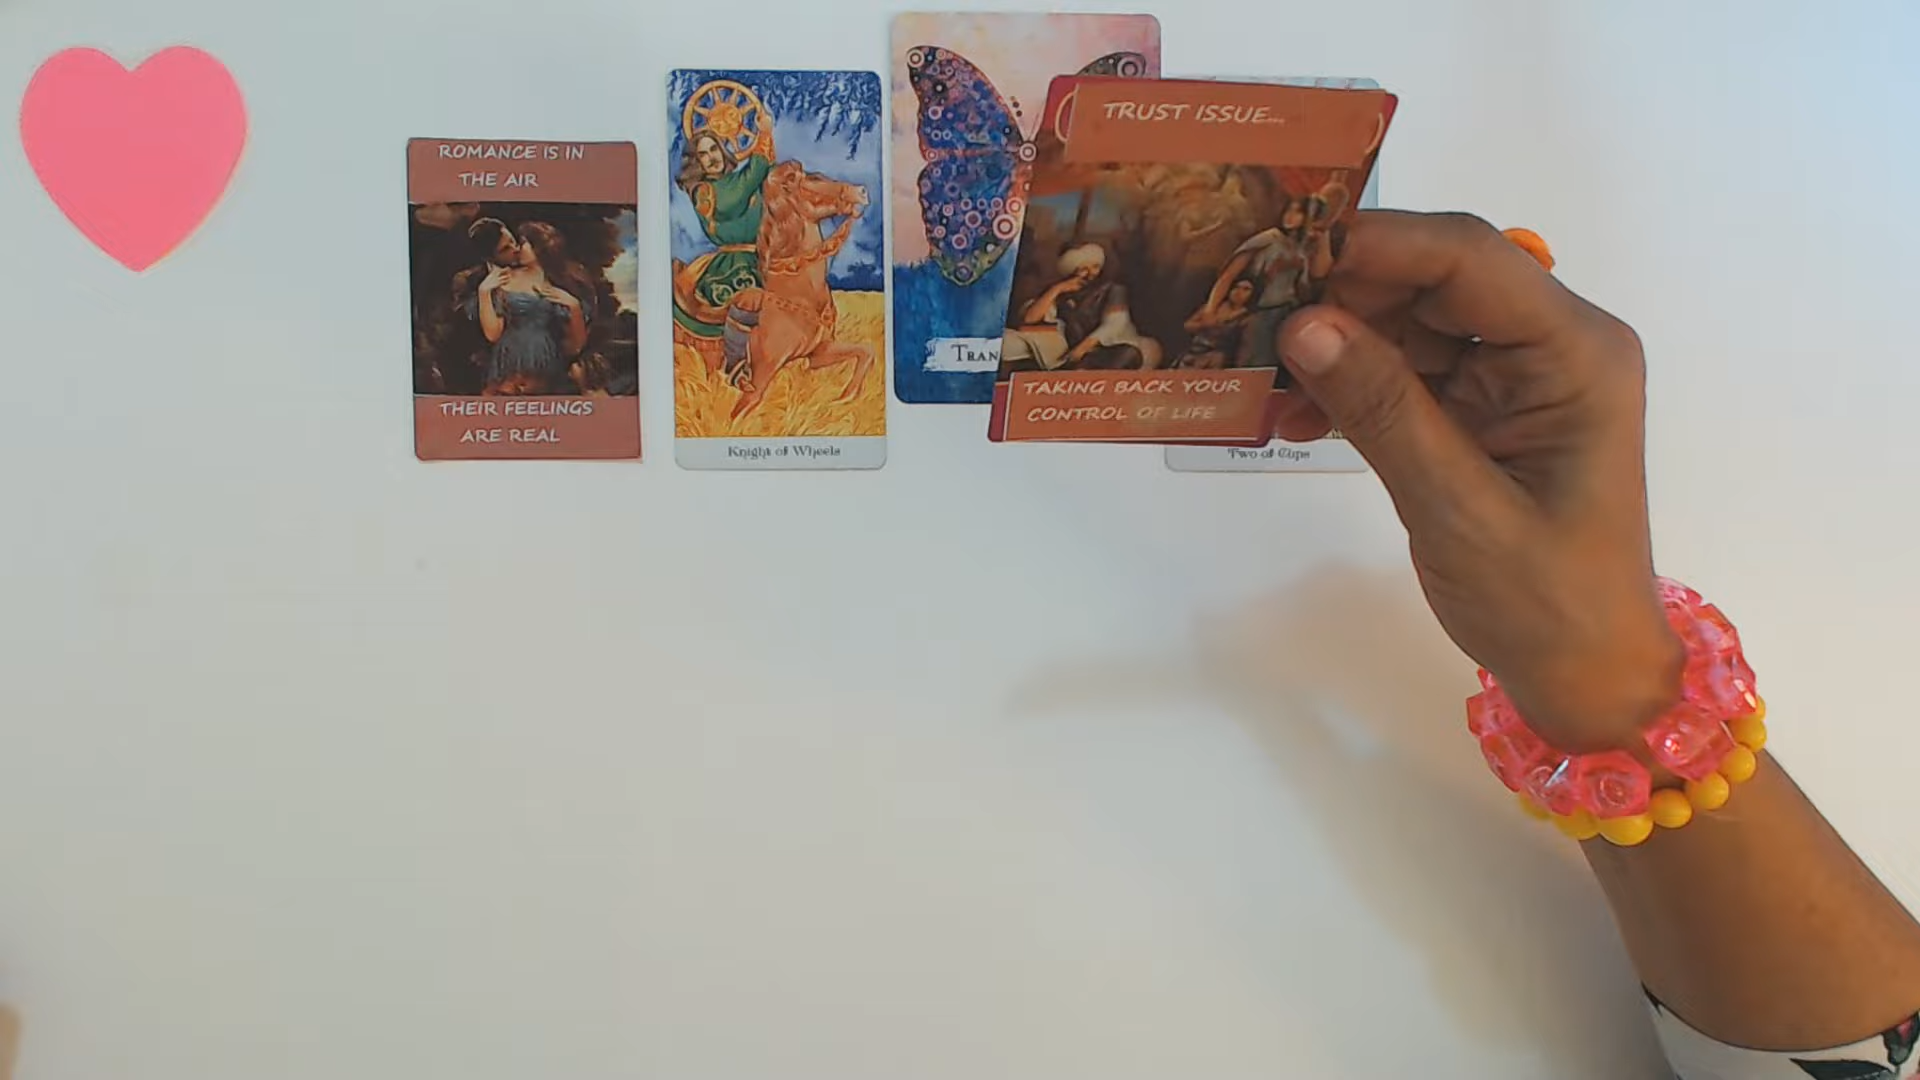 ROMANCE IS IN
THE AIR
THEIR FEELINGS
ARE REAL
Knight of Wheels
TRUST ISSUE...
TAKING BACK YOUR
CONTROL OF LIFE
Two of Cups